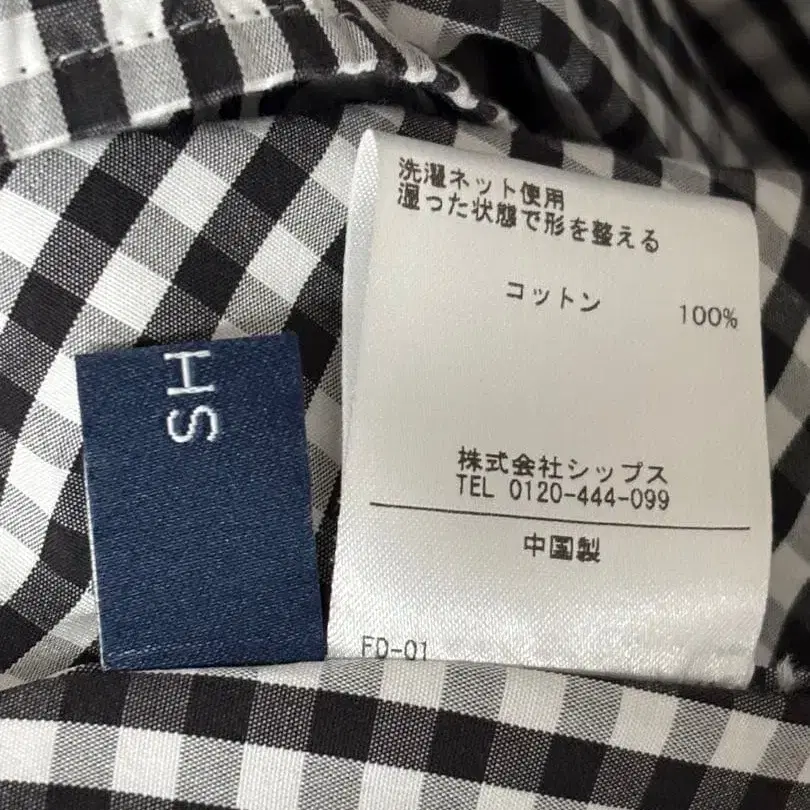 洗濯ネット使用
湿った状態で形を整える
コットン 100%
株式会社シップス
TEL 0120-444-099
中国製
FD-01
SH